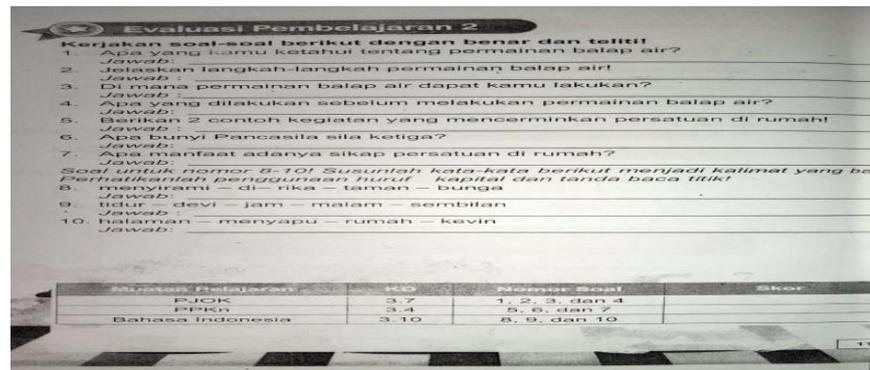 Evaluasi Pembelajaran 2
Kerjakan soal-soal berikut dengan benar dan teliti!
1. Apa yang kamu ketahui tentang permainan balap air?
Jawab:
2. Jelaskan langkah-langkah permainan balap air!
Jawab :
3. Di mana permainan balap air dapat kamu lakukan?
Jawab :
4. Apa yang dilakukan sebelum melakukan permainan balap air?
Jawab:
5. Berikan 2 contoh kegiatan yang mencerminkan persatuan di rumah!
Jawab :
6. Apa bunyi Pancasila sila ketiga?
Jawab:
7. Apa manfaat adanya sikap persatuan di rumah?
Jawab:
Soal untuk nomor 8-10! Susunlah kata-kata berikut menjadi kalimat yang ba
Perhatikanlah penggunaan huruf kapital dan tanda baca titik!
8. menyirami – di– rika – taman – bunga
Jawab:
9. tidur – devi – jam – malam – sembilan
Jawab :
10. halaman – menyapu – rumah – kevin
Jawab:
Muatan Pelajaran KD Nomor Soal Skor
PJOK 3.7 1, 2, 3, dan 4
PPKn 3.4 5, 6, dan 7
Bahasa Indonesia 3.10 8, 9, dan 10
11